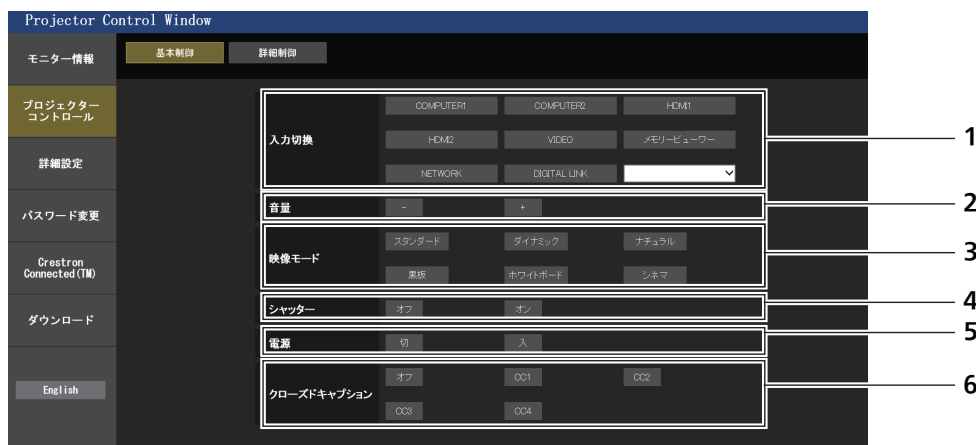 Projector Control Window
モニター情報
プロジェクター
コントロール
詳細設定
パスワード変更
Crestron
Connected(TM)
ダウンロード
English
基本制御 詳細制御
入力切換
COMPUTER1 COMPUTER2 HDMI1
HDMI2 VIDEO メモリービューワー
NETWORK DIGITAL LINK
1
音量 - +
2
映像モード
スタンダード ダイナミック ナチュラル
黒板 ホワイトボード シネマ
3
シャッター オフ オン
4
電源 切 入
5
クローズドキャプション
オフ CC1 CC2
CC3 CC4
6